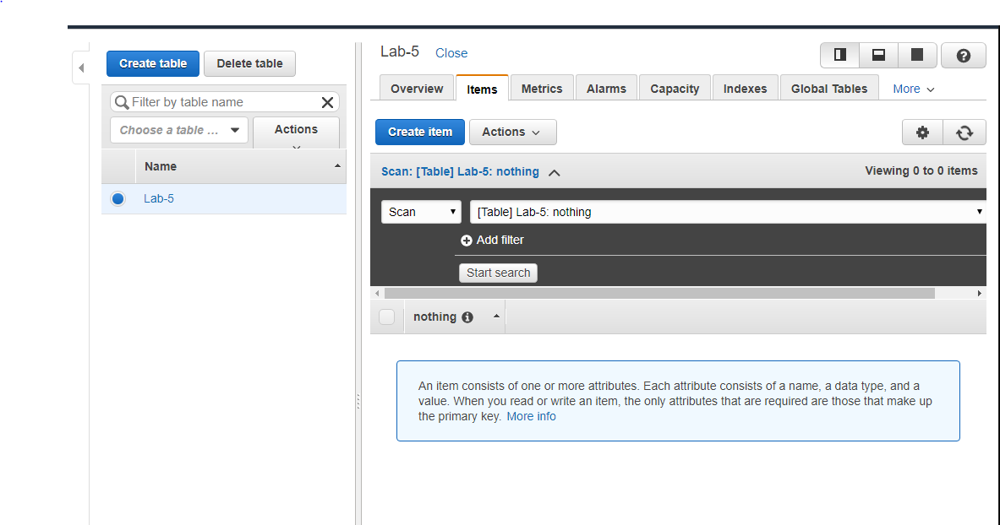 Create table
Delete table
Filter by table name
Choose a table ...
Actions
Name
Lab-5
Lab-5 Close
Overview Items Metrics Alarms Capacity Indexes Global Tables More
Create item Actions
Scan: [Table] Lab-5: nothing Viewing 0 to 0 items
Scan [Table] Lab-5: nothing
Add filter
Start search
nothing
An item consists of one or more attributes. Each attribute consists of a name, a data type, and a
value. When you read or write an item, the only attributes that are required are those that make up
the primary key. More info